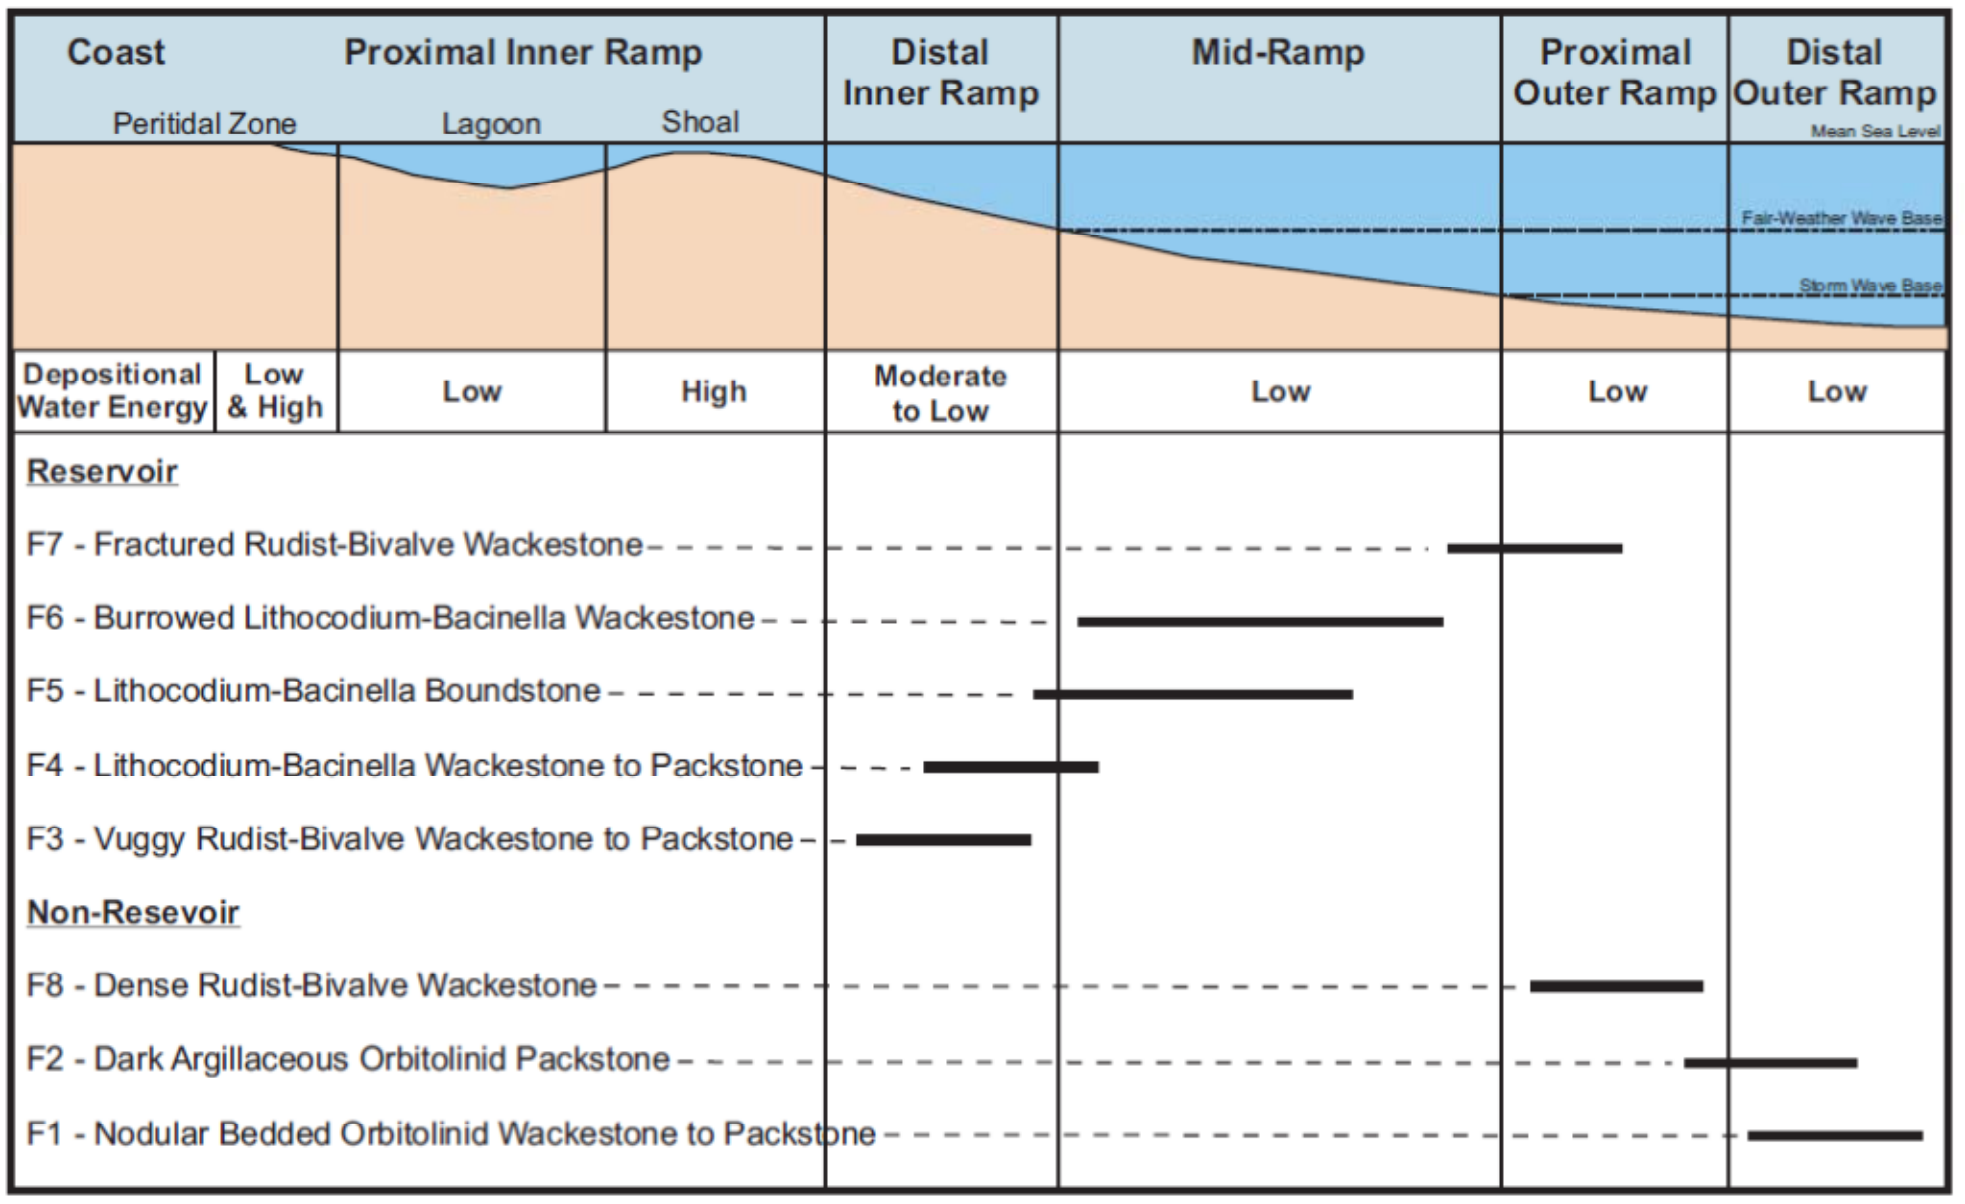 Coast
Proximal Inner Ramp
Distal
Inner Ramp
Mid-Ramp
Proximal
Outer Ramp
Distal
Outer Ramp
Peritidal Zone
Lagoon
Shoal
Mean Sea Level
Fair-Weather Wave Base
Storm Wave Base
Depositional
Water Energy
Low
& High
Low
High
Moderate
to Low
Low
Low
Low
Reservoir
F7 - Fractured Rudist-Bivalve Wackestone
F6 - Burrowed Lithocodium-Bacinella Wackestone
F5 - Lithocodium-Bacinella Boundstone
F4 - Lithocodium-Bacinella Wackestone to Packstone
F3 - Vuggy Rudist-Bivalve Wackestone to Packstone
Non-Resevoir
F8 - Dense Rudist-Bivalve Wackestone
F2 - Dark Argillaceous Orbitolinid Packstone
F1 - Nodular Bedded Orbitolinid Wackestone to Packstone